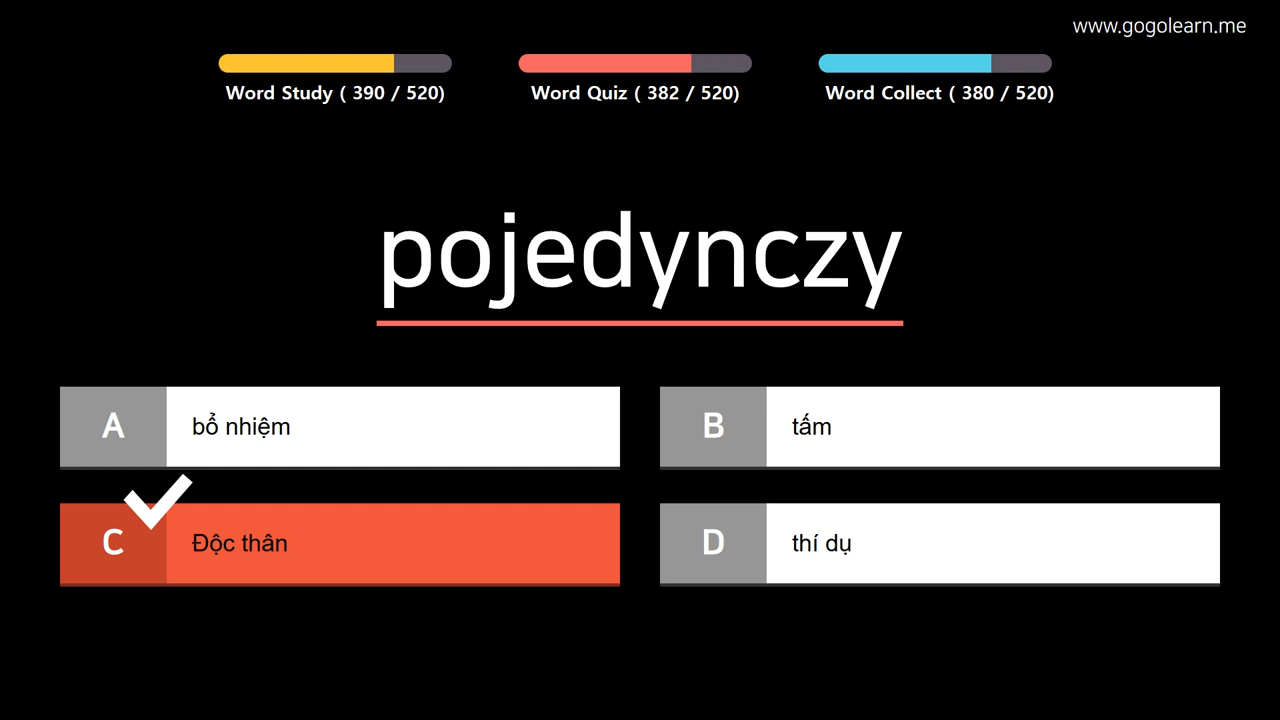 www.gogolearn.me
Word Study ( 390 / 520)
Word Quiz ( 382 / 520)
Word Collect ( 380 / 520)
pojedynczy
A bổ nhiệm
B tấm
C Độc thân
D thí dụ